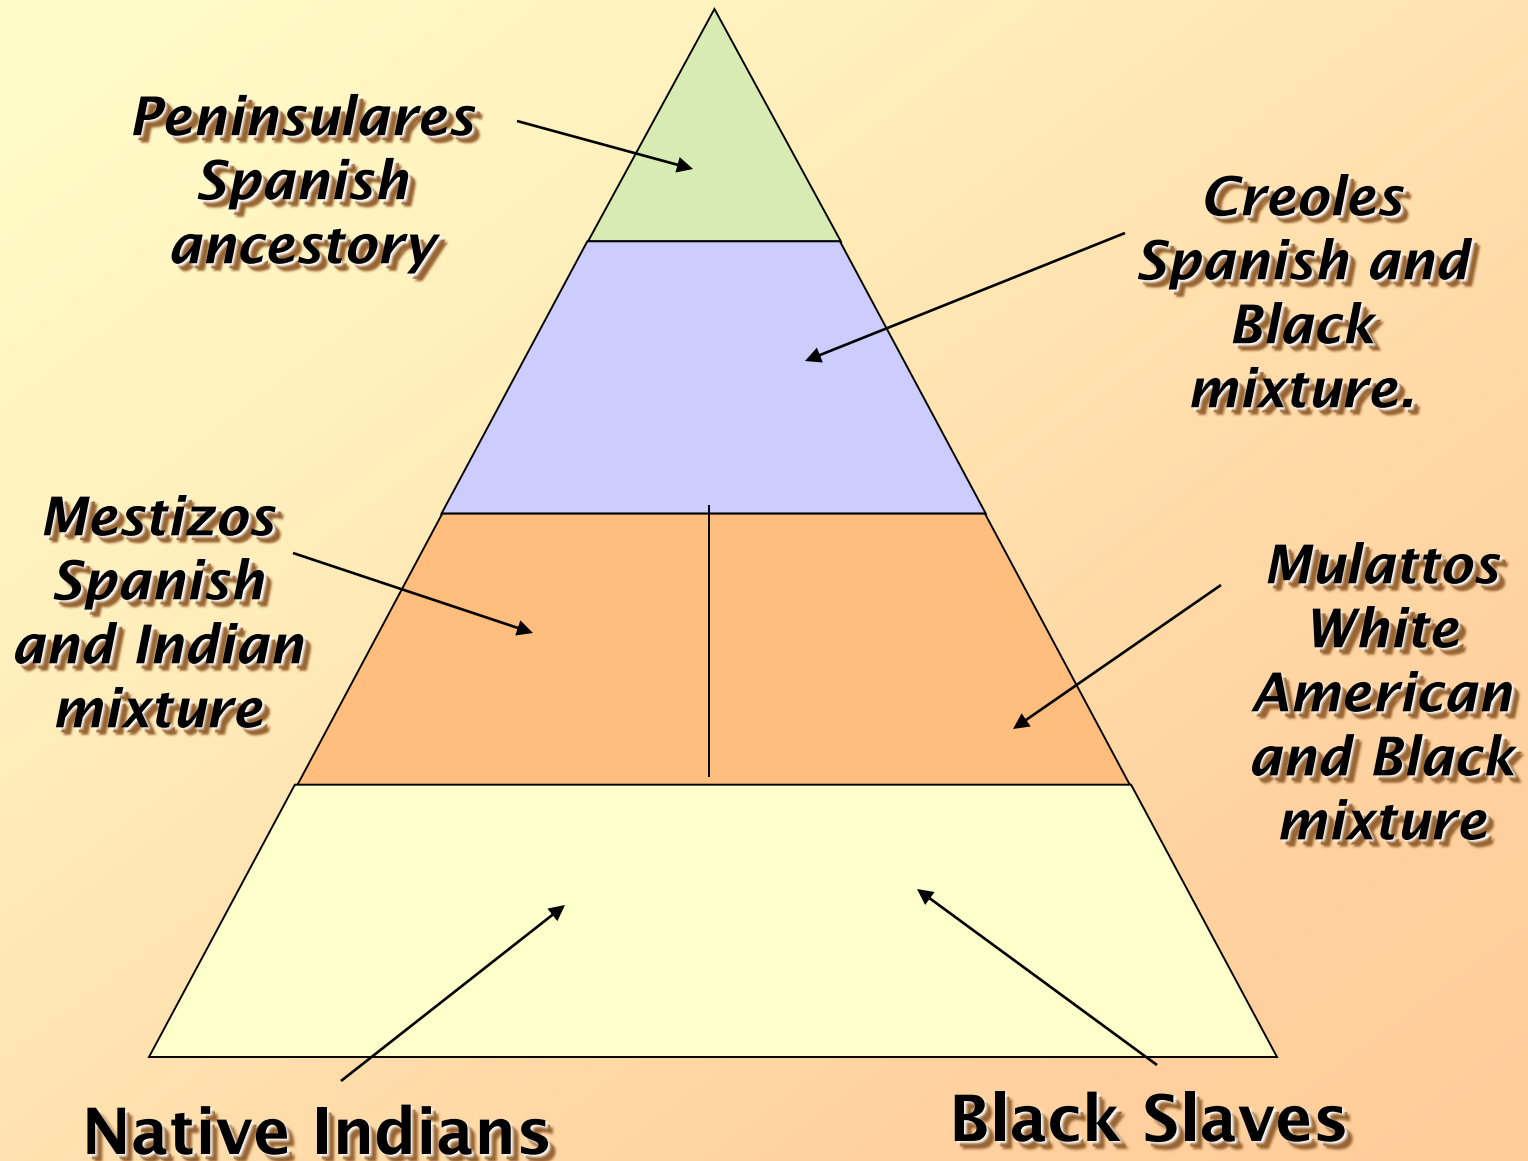 Peninsulares
Spanish
ancestory
Creoles
Spanish and
Black
mixture.
Mestizos
Spanish
and Indian
mixture
Mulattos
White
American
and Black
mixture
Native Indians
Black Slaves